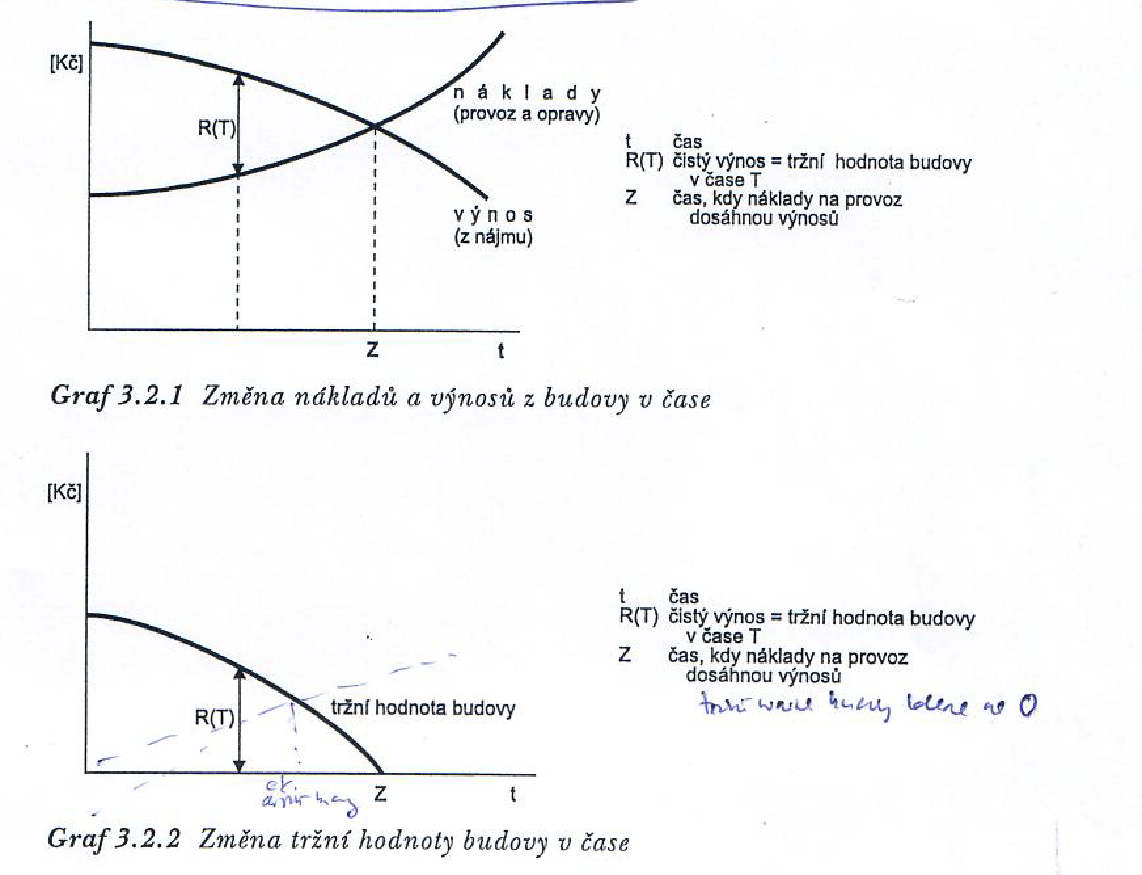 [Kč]
n á k l a d y
(provoz a opravy)
R(T)
v ý n o s
(z nájmu)
Z t
t čas
R(T) čistý výnos = tržní hodnota budovy
v čase T
Z čas, kdy náklady na provoz
dosáhnou výnosů
Graf 3.2.1 Změna nákladů a výnosů z budovy v čase
[Kč]
R(T)
tržní hodnota budovy
Z t
t čas
R(T) čistý výnos = tržní hodnota budovy
v čase T
Z čas, kdy náklady na provoz
dosáhnou výnosů
0
Graf 3.2.2 Změna tržní hodnoty budovy v čase